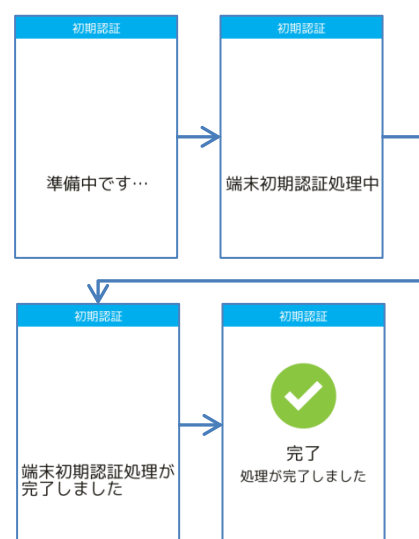 初期認証
準備中です…
初期認証
端末初期認証処理中
初期認証
端末初期認証処理が
完了しました
初期認証
完了
処理が完了しました